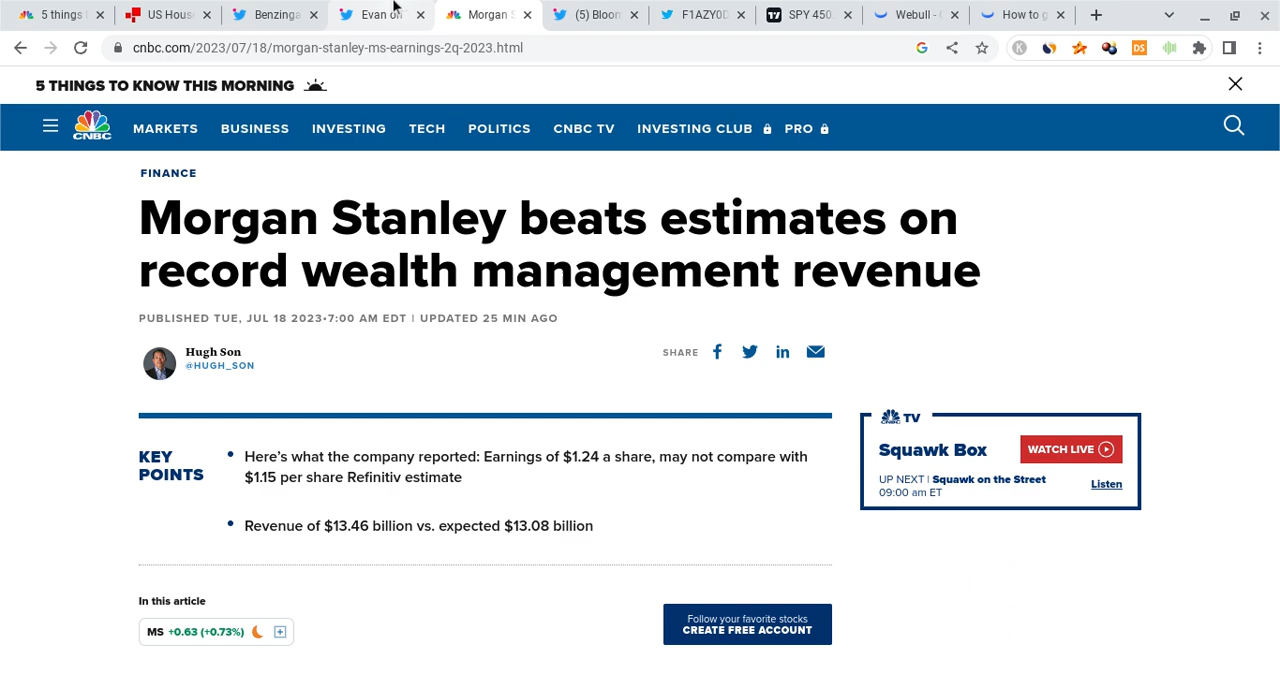 5 things
US Hous
Benzinga
Evan on
Morgan S
(5) Bloom
F1AZY0D
SPY 450.
Webull -
How to g
cnbc.com/2023/07/18/morgan-stanley-ms-earnings-2q-2023.html
5 THINGS TO KNOW THIS MORNING
CNBC
MARKETS BUSINESS INVESTING TECH POLITICS CNBC TV INVESTING CLUB PRO
FINANCE
Morgan Stanley beats estimates on
record wealth management revenue
PUBLISHED TUE, JUL 18 2023•7:00 AM EDT | UPDATED 25 MIN AGO
Hugh Son
@HUGH_SON
SHARE
KEY
POINTS
Here’s what the company reported: Earnings of $1.24 a share, may not compare with
$1.15 per share Refinitiv estimate
Revenue of $13.46 billion vs. expected $13.08 billion
CNBC TV
Squawk Box
WATCH LIVE
UP NEXT | Squawk on the Street
09:00 am ET
Listen
In this article
MS +0.63 (+0.73%)
Follow your favorite stocks
CREATE FREE ACCOUNT